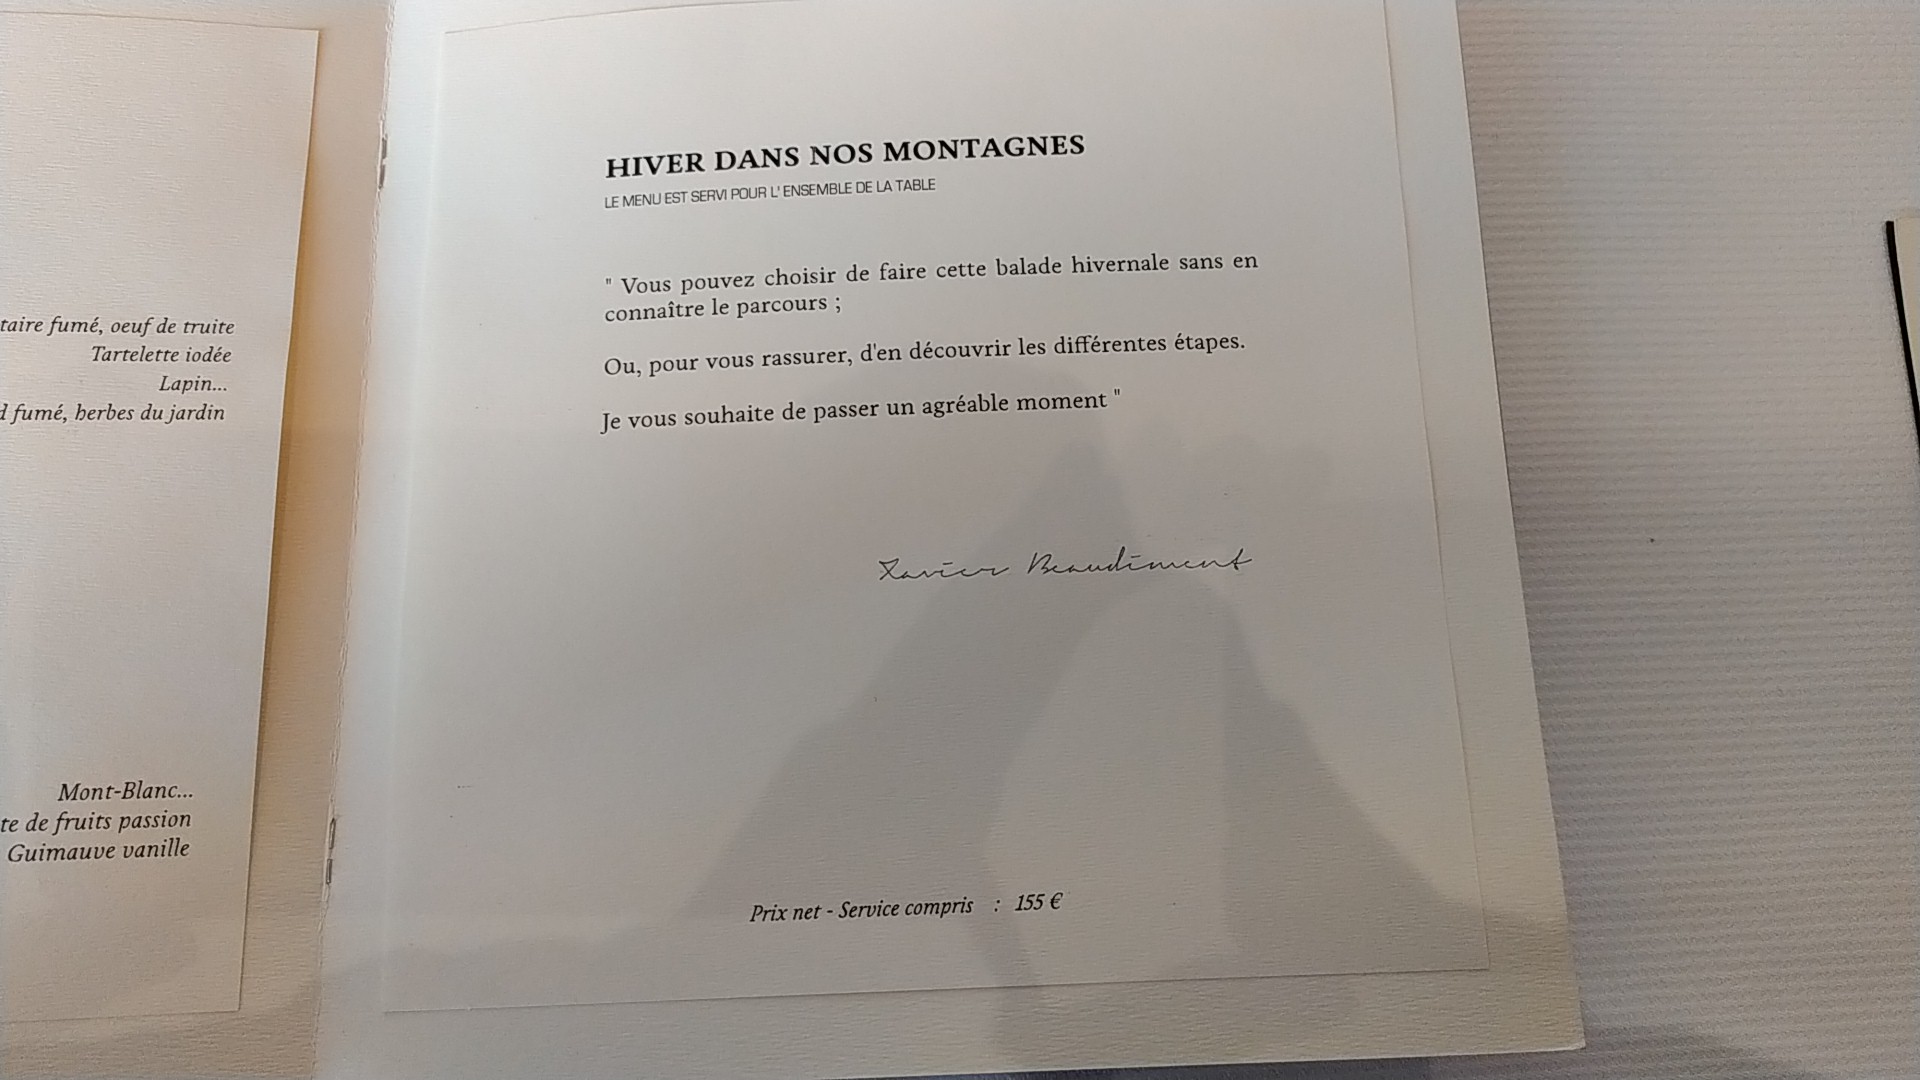 taire fumé, oeuf de truite
Tartelette iodée
Lapin...
fumé, herbes du jardin
Mont-Blanc...
te de fruits passion
Guimauve vanille
HIVER DANS NOS MONTAGNES
LE MENU EST SERVI POUR L' ENSEMBLE DE LA TABLE
" Vous pouvez choisir de faire cette balade hivernale sans en
connaître le parcours ;
Ou, pour vous rassurer, d'en découvrir les différentes étapes.
Je vous souhaite de passer un agréable moment "
Xavier Beaudiment
Prix net - Service compris : 155 €